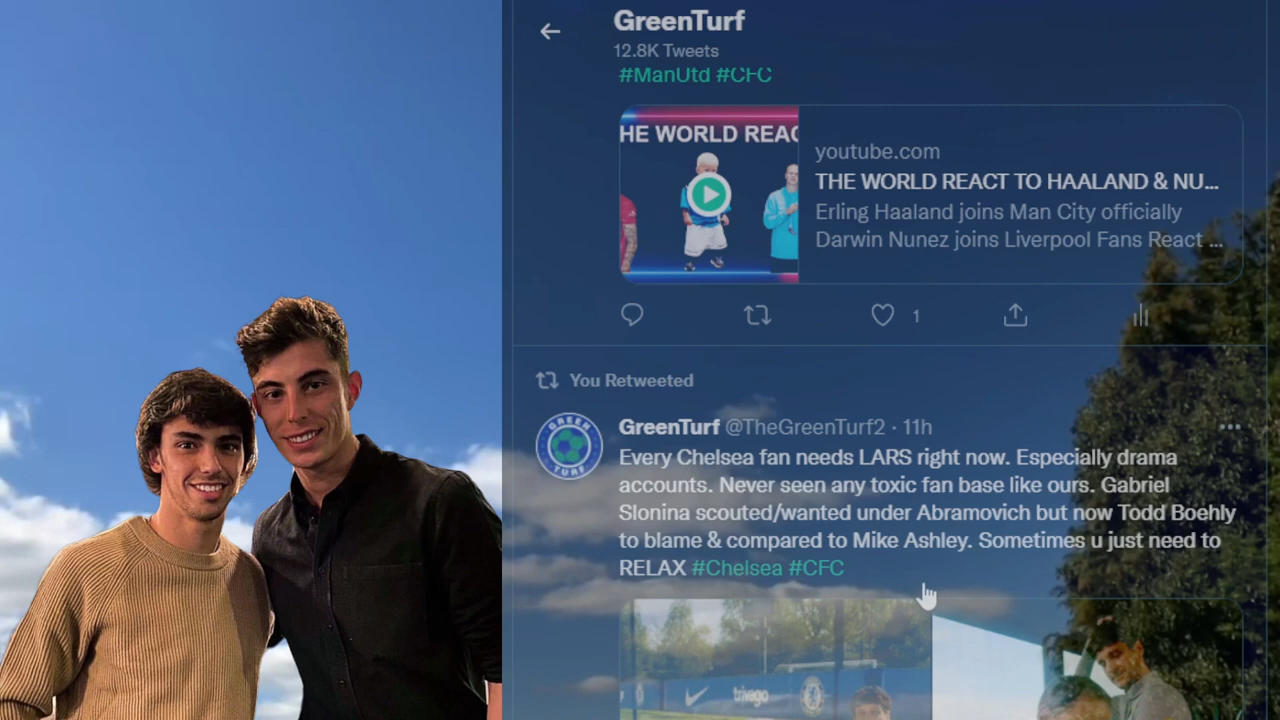 GreenTurf
12.8K Tweets
#ManUtd #CFC
HE WORLD REAC
youtube.com
THE WORLD REACT TO HAALAND & NU...
Erling Haaland joins Man City officially
Darwin Nunez joins Liverpool Fans React ...
1
You Retweeted
GreenTurf @TheGreenTurf2 · 11h
GREEN
TURF
Every Chelsea fan needs LARS right now. Especially drama
accounts. Never seen any toxic fan base like ours. Gabriel
Slonina scouted/wanted under Abramovich but now Todd Boehly
to blame & compared to Mike Ashley. Sometimes u just need to
RELAX #Chelsea #CFC
trivago